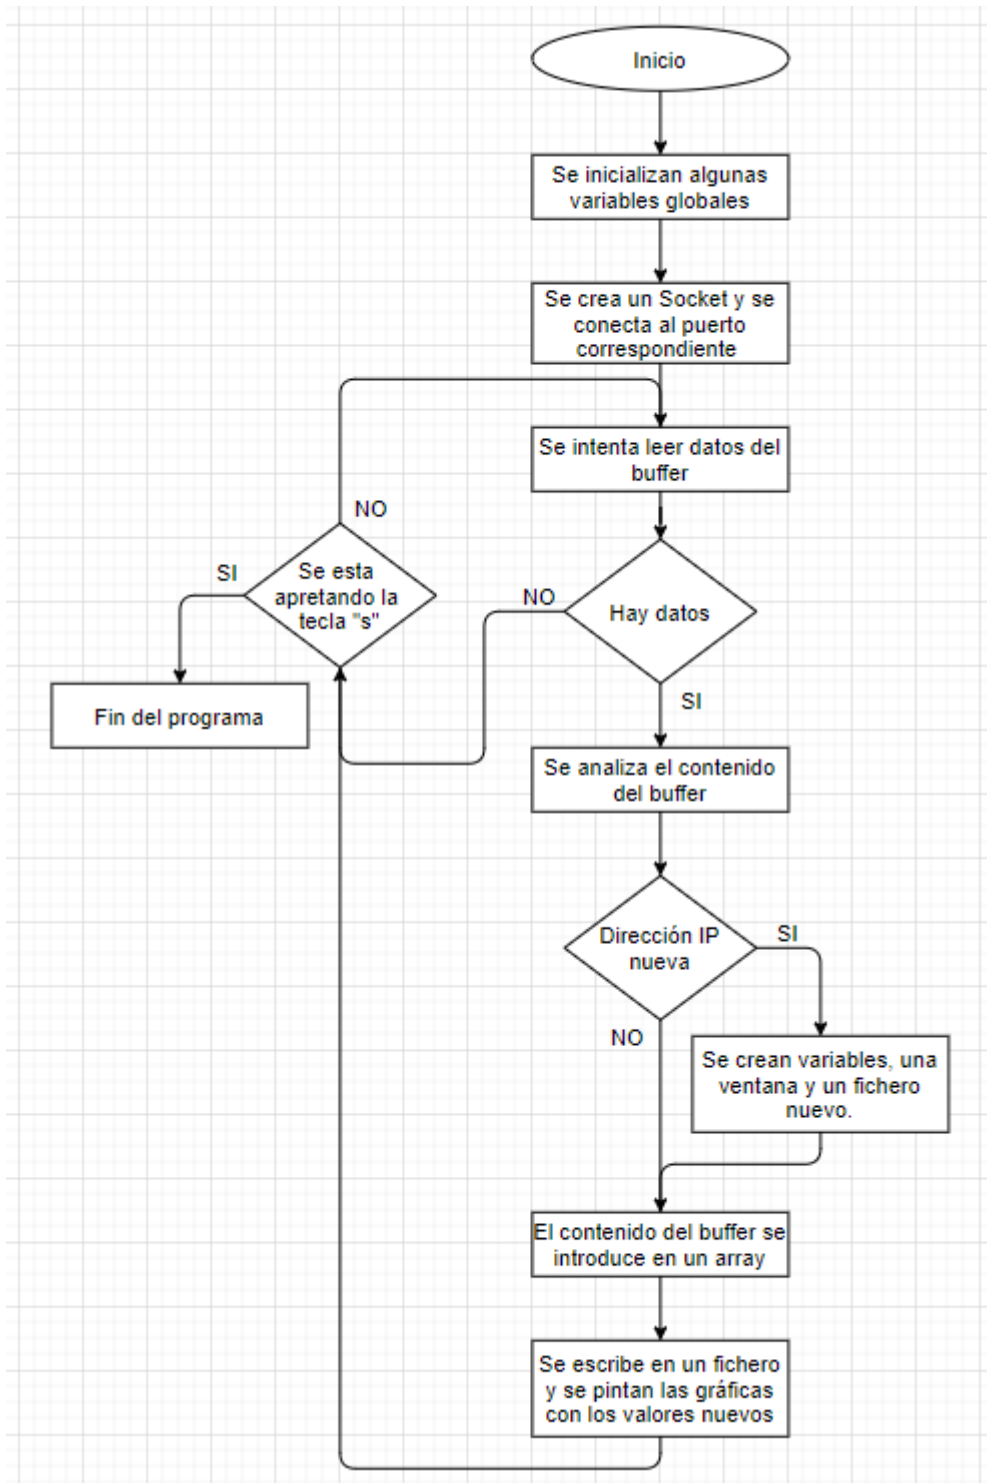 Inicio
Se inicializan algunas
variables globales
Se crea un Socket y se
conecta al puerto
correspondiente
Se intenta leer datos del
buffer
NO
Se esta
apretando la
tecla "s"
SI
Fin del programa
NO
Hay datos
SI
Se analiza el contenido
del buffer
Dirección IP
nueva
SI
NO
Se crean variables, una
ventana y un fichero
nuevo.
El contenido del buffer se
introduce en un array
Se escribe en un fichero
y se pintan las gráficas
con los valores nuevos